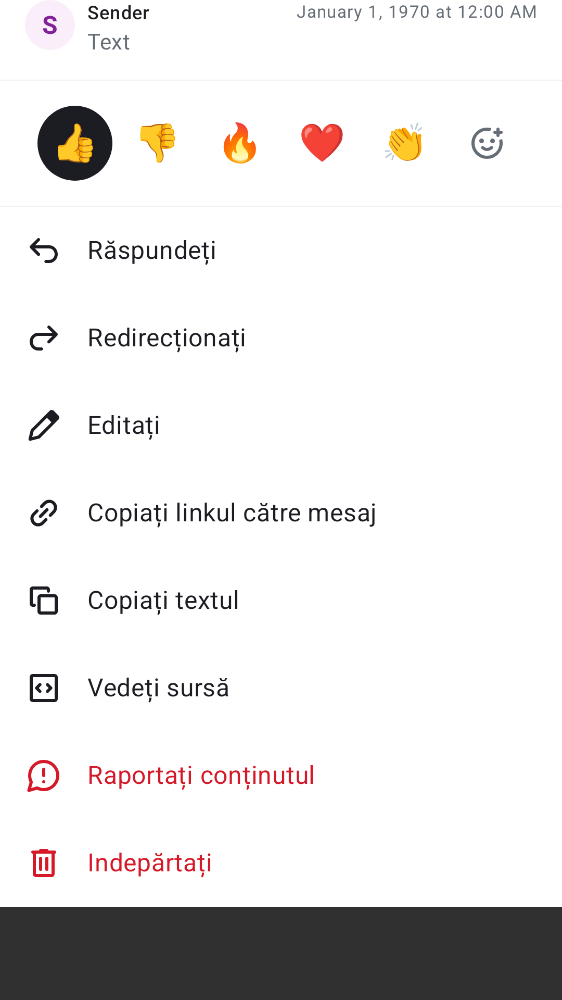 S
Sender
January 1, 1970 at 12:00 AM
Text
Răspundeți
Redirecționați
Editați
Copiați linkul către mesaj
Copiați textul
Vedeți sursă
Raportați conținutul
Indepărtați